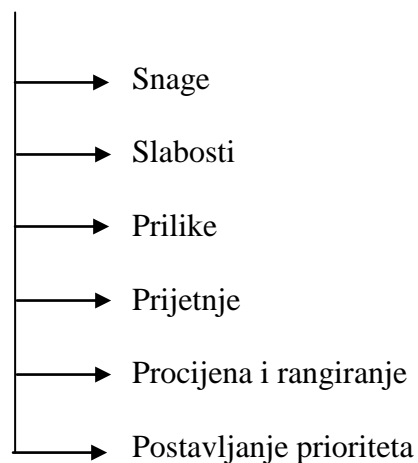 Snage
Slabosti
Prilike
Prijetnje
Procijena i rangiranje
Postavljanje prioriteta